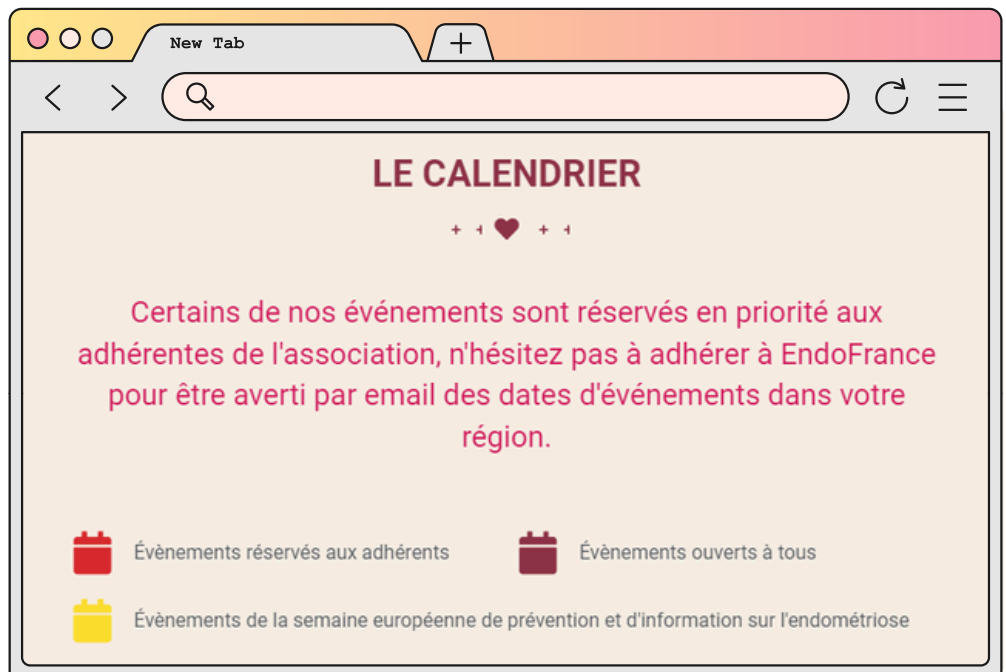 New Tab
LE CALENDRIER
Certains de nos événements sont réservés en priorité aux
adhérentes de l'association, n'hésitez pas à adhérer à EndoFrance
pour être averti par email des dates d'événements dans votre
région.
Évènements réservés aux adhérents
Évènements ouverts à tous
Évènements de la semaine européenne de prévention et d'information sur l'endométriose